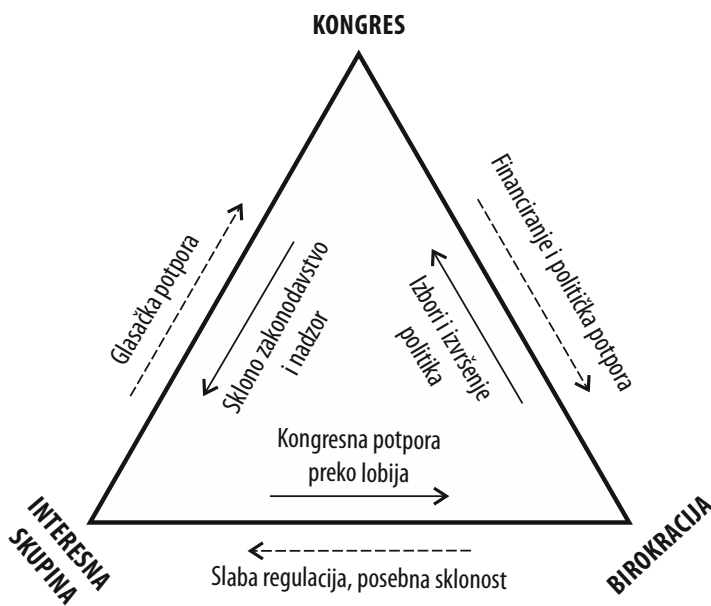 KONGRES
Glasačka potpora
Sklono zakonodavstvo
i nadzor
Izbori i izvršenje
politika
Financiranje i politička potpora
Kongresna potpora
preko lobija
INTERESNA
SKUPINA
BIROKRACIJA
Slaba regulacija, posebna sklonost